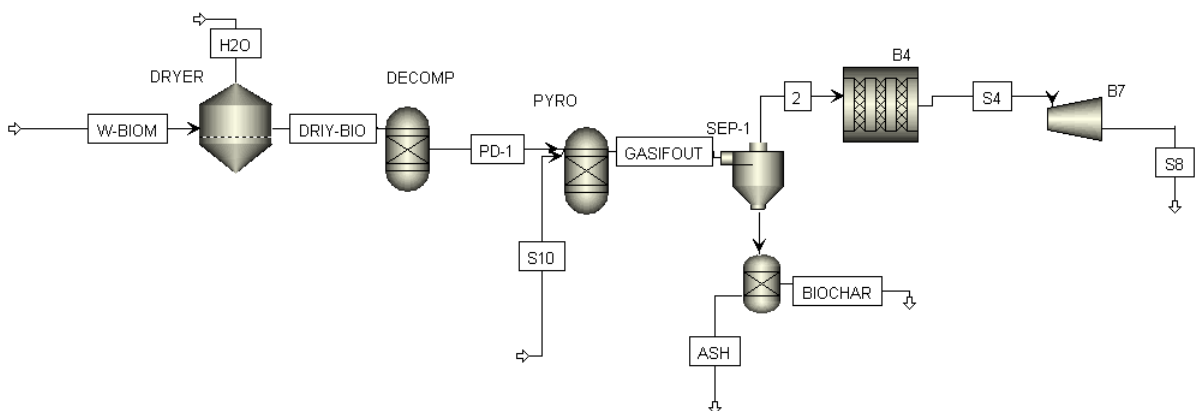 H2O
DRYER
W-BIOM
DRIY-BIO
DECOMP
PD-1
PYRO
S10
GASIFOUT
SEP-1
2
B4
S4
B7
S8
BIOCHAR
ASH